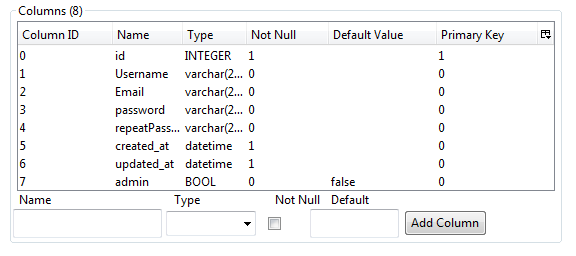 Columns (8)
Column ID Name Type Not Null Default Value Primary Key
0 id INTEGER 1 1
1 Username varchar(2... 0 0
2 Email varchar(2... 0 0
3 password varchar(2... 0 0
4 repeatPass... varchar(2... 0 0
5 created_at datetime 1 0
6 updated_at datetime 1 0
7 admin BOOL 0 false 0
Name Type Not Null Default
Add Column